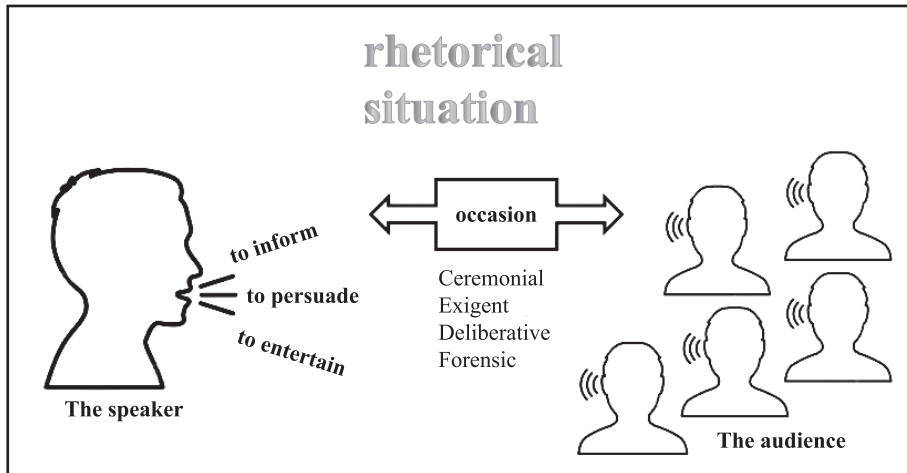 rhetorical
situation
to inform
to persuade
to entertain
The speaker
occasion
Ceremonial
Exigent
Deliberative
Forensic
The audience